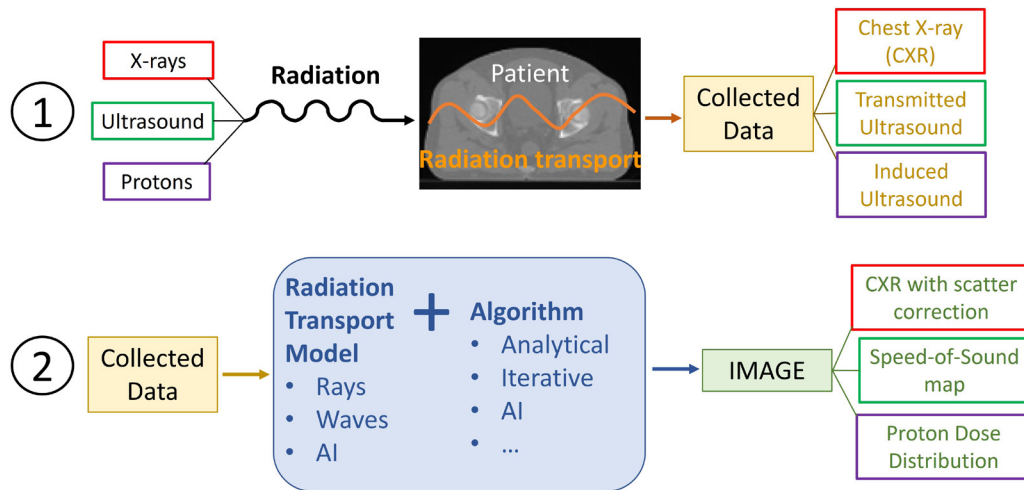 1
X-rays
Ultrasound
Protons
Radiation
Patient
Radiation transport
Collected
Data
Chest X-ray
(CXR)
Transmitted
Ultrasound
Induced
Ultrasound
2
Collected
Data
Radiation
Transport
Model
• Rays
• Waves
• AI
+
Algorithm
• Analytical
• Iterative
• AI
• ...
IMAGE
CXR with scatter
correction
Speed-of-Sound
map
Proton Dose
Distribution